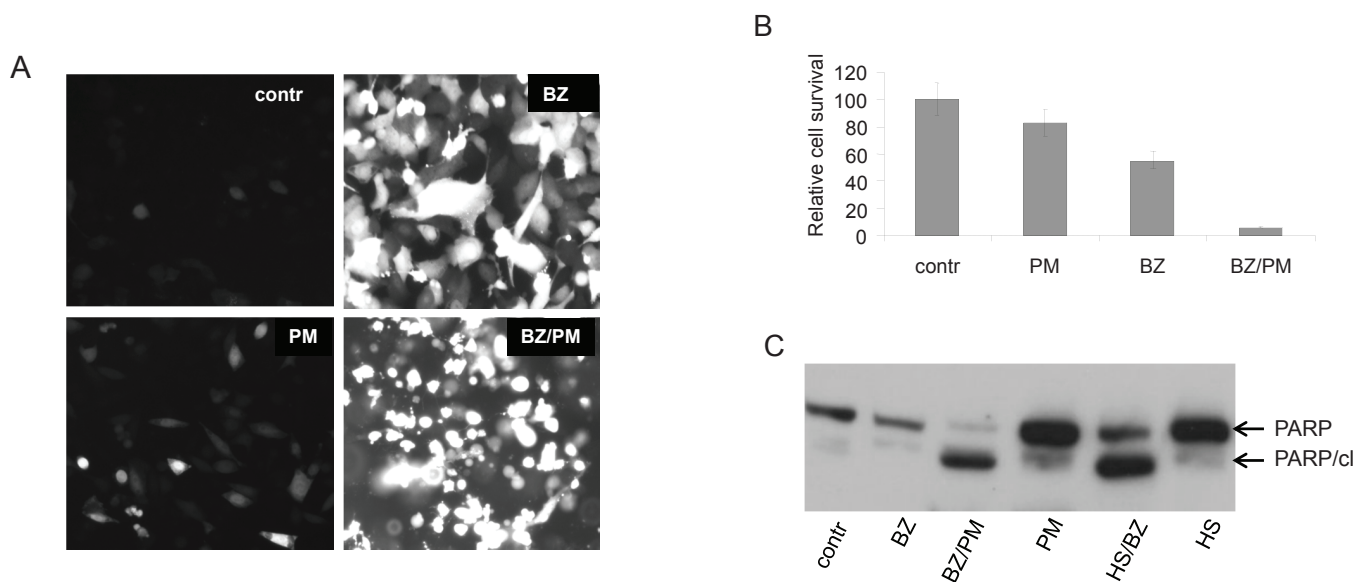 A
contr
BZ
PM
BZ/PM
B
Relative cell survival
120
100
80
60
40
20
0
contr PM BZ BZ/PM
C
PARP
PARP/cl
contr BZ BZ/PM PM HS/BZ HS